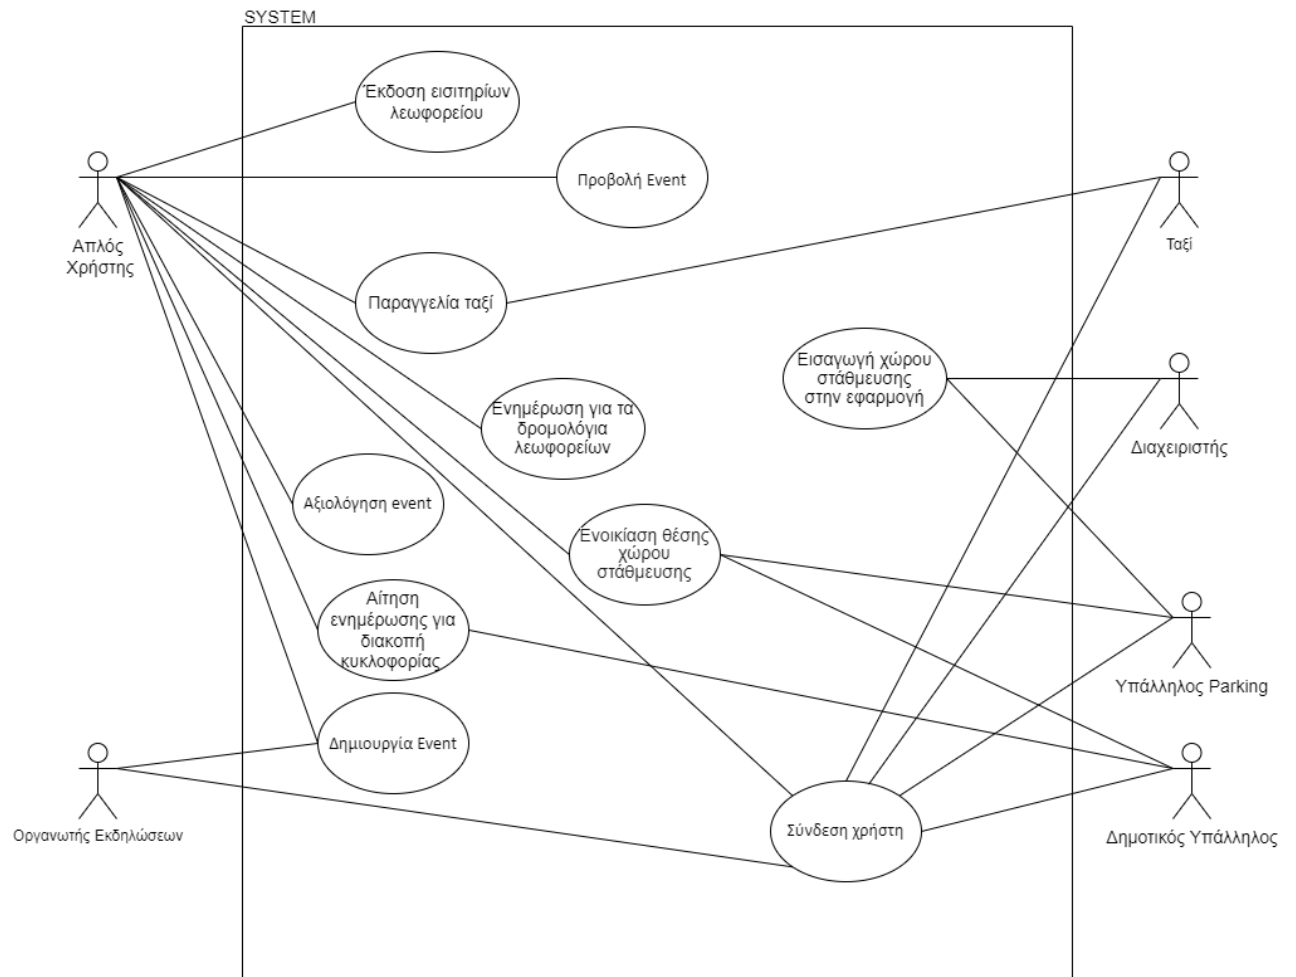 SYSTEM
Έκδοση εισιτηρίων
λεωφορείου
Προβολή Event
Απλός
Χρήστης
Ταξί
Παραγγελία ταξί
Εισαγωγή χώρου
στάθμευσης
στην εφαρμογή
Ενημέρωση για τα
δρομολόγια
λεωφορείων
Διαχειριστής
Αξιολόγηση event
Ενοικίαση θέσης
χώρου
στάθμευσης
Αίτηση
ενημέρωσης για
διακοπή
κυκλοφορίας
Υπάλληλος Parking
Δημιουργία Event
Οργανωτής Εκδηλώσεων
Σύνδεση χρήστη
Δημοτικός Υπάλληλος